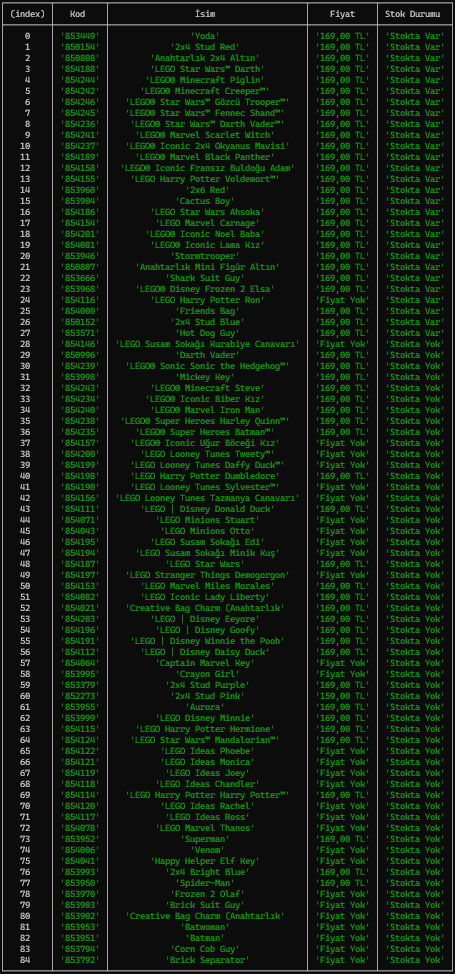 (index) Kod İsim Fiyat Stok Durumu
0 '853449' 'Yoda' '169,00 TL' 'Stokta Var'
1 '850154' '2x4 Stud Red' '169,00 TL' 'Stokta Var'
2 '850808' 'Anahtarlık 2x4 Altın' '169,00 TL' 'Stokta Var'
3 '854188' 'LEGO Star Wars™ Darth' '169,00 TL' 'Stokta Var'
4 '854244' 'LEGO® Minecraft Piglin' '169,00 TL' 'Stokta Var'
5 '854242' 'LEGO® Minecraft Creeper™' '169,00 TL' 'Stokta Var'
6 '854246' 'LEGO® Star Wars™ Gözcü Trooper™' '169,00 TL' 'Stokta Var'
7 '854245' 'LEGO® Star Wars™ Fennec Shand™' '169,00 TL' 'Stokta Var'
8 '854236' 'LEGO® Star Wars™ Darth Vader™' '169,00 TL' 'Stokta Var'
9 '854241' 'LEGO® Marvel Scarlet Witch' '169,00 TL' 'Stokta Var'
10 '854237' 'LEGO® Iconic 2x4 Okyanus Mavisi' '169,00 TL' 'Stokta Var'
11 '854189' 'LEGO® Marvel Black Panther' '169,00 TL' 'Stokta Var'
12 '854158' 'LEGO® Iconic Fransız Buldoğu Adam' '169,00 TL' 'Stokta Var'
13 '854155' 'LEGO Harry Potter Voldemort™' '169,00 TL' 'Stokta Var'
14 '853960' '2x6 Red' '169,00 TL' 'Stokta Var'
15 '853904' 'Cactus Boy' '169,00 TL' 'Stokta Var'
16 '854186' 'LEGO Star Wars Ahsoka' '169,00 TL' 'Stokta Var'
17 '854154' 'LEGO Marvel Carnage' '169,00 TL' 'Stokta Var'
18 '854201' 'LEGO® Iconic Noel Baba' '169,00 TL' 'Stokta Var'
19 '854081' 'LEGO® Iconic Lama Kız' '169,00 TL' 'Stokta Var'
20 '853946' 'Stormtrooper' '169,00 TL' 'Stokta Var'
21 '850807' 'Anahtarlık Mini Figür Altın' '169,00 TL' 'Stokta Var'
22 '853666' 'Shark Suit Guy' '169,00 TL' 'Stokta Var'
23 '853968' 'LEGO® Disney Frozen 2 Elsa' '169,00 TL' 'Stokta Var'
24 '854116' 'LEGO Harry Potter Ron' 'Fiyat Yok' 'Stokta Var'
25 '854000' 'Friends Bag' '169,00 TL' 'Stokta Var'
26 '850152' '2x4 Stud Blue' '169,00 TL' 'Stokta Var'
27 '853571' 'Hot Dog Guy' '169,00 TL' 'Stokta Var'
28 '854146' 'LEGO Susam Sokağı Kurabiye Canavarı' 'Fiyat Yok' 'Stokta Yok'
29 '850996' 'Darth Vader' '169,00 TL' 'Stokta Yok'
30 '854239' 'LEGO® Sonic Sonic the Hedgehog™' '169,00 TL' 'Stokta Yok'
31 '853998' 'Mickey Key' '169,00 TL' 'Stokta Yok'
32 '854243' 'LEGO® Minecraft Steve' '169,00 TL' 'Stokta Yok'
33 '854234' 'LEGO® Iconic Biber Kız' '169,00 TL' 'Stokta Yok'
34 '854240' 'LEGO® Marvel Iron Man' '169,00 TL' 'Stokta Yok'
35 '854238' 'LEGO® Super Heroes Harley Quinn™' '169,00 TL' 'Stokta Yok'
36 '854235' 'LEGO® Super Heroes Batman™' '169,00 TL' 'Stokta Yok'
37 '854157' 'LEGO® Iconic Uğur Böceği Kız' 'Fiyat Yok' 'Stokta Yok'
38 '854200' 'LEGO Looney Tunes Tweety™' 'Fiyat Yok' 'Stokta Yok'
39 '854199' 'LEGO Looney Tunes Daffy Duck™' 'Fiyat Yok' 'Stokta Yok'
40 '854198' 'LEGO Harry Potter Dumbledore' '169,00 TL' 'Stokta Yok'
41 '854190' 'LEGO Looney Tunes Sylvester™' 'Fiyat Yok' 'Stokta Yok'
42 '854156' 'LEGO Looney Tunes Tazmanya Canavarı' 'Fiyat Yok' 'Stokta Yok'
43 '854111' 'LEGO | Disney Donald Duck' '169,00 TL' 'Stokta Yok'
44 '854071' 'LEGO Minions Stuart' 'Fiyat Yok' 'Stokta Yok'
45 '854043' 'LEGO Minions Otto' 'Fiyat Yok' 'Stokta Yok'
46 '854195' 'LEGO Susam Sokağı Edi' 'Fiyat Yok' 'Stokta Yok'
47 '854194' 'LEGO Susam Sokağı Minik Kuş' 'Fiyat Yok' 'Stokta Yok'
48 '854187' 'LEGO Star Wars' '169,00 TL' 'Stokta Yok'
49 '854197' 'LEGO Stranger Things Demogorgon' 'Fiyat Yok' 'Stokta Yok'
50 '854153' 'LEGO Marvel Miles Morales' '169,00 TL' 'Stokta Yok'
51 '854082' 'LEGO Iconic Lady Liberty' '169,00 TL' 'Stokta Yok'
52 '854021' 'Creative Bag Charm (Anahtarlık' '169,00 TL' 'Stokta Yok'
53 '854203' 'LEGO | Disney Eeyore' '169,00 TL' 'Stokta Yok'
54 '854196' 'LEGO | Disney Goofy' '169,00 TL' 'Stokta Yok'
55 '854191' 'LEGO | Disney Winnie the Pooh' '169,00 TL' 'Stokta Yok'
56 '854112' 'LEGO | Disney Daisy Duck' '169,00 TL' 'Stokta Yok'
57 '854064' 'Captain Marvel Key' 'Fiyat Yok' 'Stokta Yok'
58 '853995' 'Crayon Girl' 'Fiyat Yok' 'Stokta Yok'
59 '853379' '2x4 Stud Purple' '169,00 TL' 'Stokta Yok'
60 '852273' '2x4 Stud Pink' '159,00 TL' 'Stokta Yok'
61 '853955' 'Aurora' '169,00 TL' 'Stokta Yok'
62 '853999' 'LEGO Disney Minnie' '169,00 TL' 'Stokta Yok'
63 '854115' 'LEGO Harry Potter Hermione' '169,00 TL' 'Stokta Yok'
64 '854124' 'LEGO Star Wars™ Mandalorian™' '169,00 TL' 'Stokta Yok'
65 '854122' 'LEGO Ideas Phoebe' 'Fiyat Yok' 'Stokta Yok'
66 '854121' 'LEGO Ideas Monica' 'Fiyat Yok' 'Stokta Yok'
67 '854119' 'LEGO Ideas Joey' 'Fiyat Yok' 'Stokta Yok'
68 '854118' 'LEGO Ideas Chandler' 'Fiyat Yok' 'Stokta Yok'
69 '854114' 'LEGO Harry Potter Harry Potter™' '169,00 TL' 'Stokta Yok'
70 '854120' 'LEGO Ideas Rachel' 'Fiyat Yok' 'Stokta Yok'
71 '854117' 'LEGO Ideas Ross' 'Fiyat Yok' 'Stokta Yok'
72 '854078' 'LEGO Marvel Thanos' 'Fiyat Yok' 'Stokta Yok'
73 '853952' 'Superman' '169,00 TL' 'Stokta Yok'
74 '854006' 'Venom' 'Fiyat Yok' 'Stokta Yok'
75 '854041' 'Happy Helper Elf Key' 'Fiyat Yok' 'Stokta Yok'
76 '853993' '2x4 Bright Blue' '169,00 TL' 'Stokta Yok'
77 '853950' 'Spider-Man' '169,00 TL' 'Stokta Yok'
78 '853970' 'Frozen 2 Olaf' 'Fiyat Yok' 'Stokta Yok'
79 '853903' 'Brick Suit Guy' 'Fiyat Yok' 'Stokta Yok'
80 '853902' 'Creative Bag Charm (Anahtarlık' 'Fiyat Yok' 'Stokta Yok'
81 '853953' 'Batwoman' 'Fiyat Yok' 'Stokta Yok'
82 '853951' 'Batman' 'Fiyat Yok' 'Stokta Yok'
83 '853794' 'Corn Cob Guy' 'Fiyat Yok' 'Stokta Yok'
84 '853792' 'Brick Separator' 'Fiyat Yok' 'Stokta Yok'